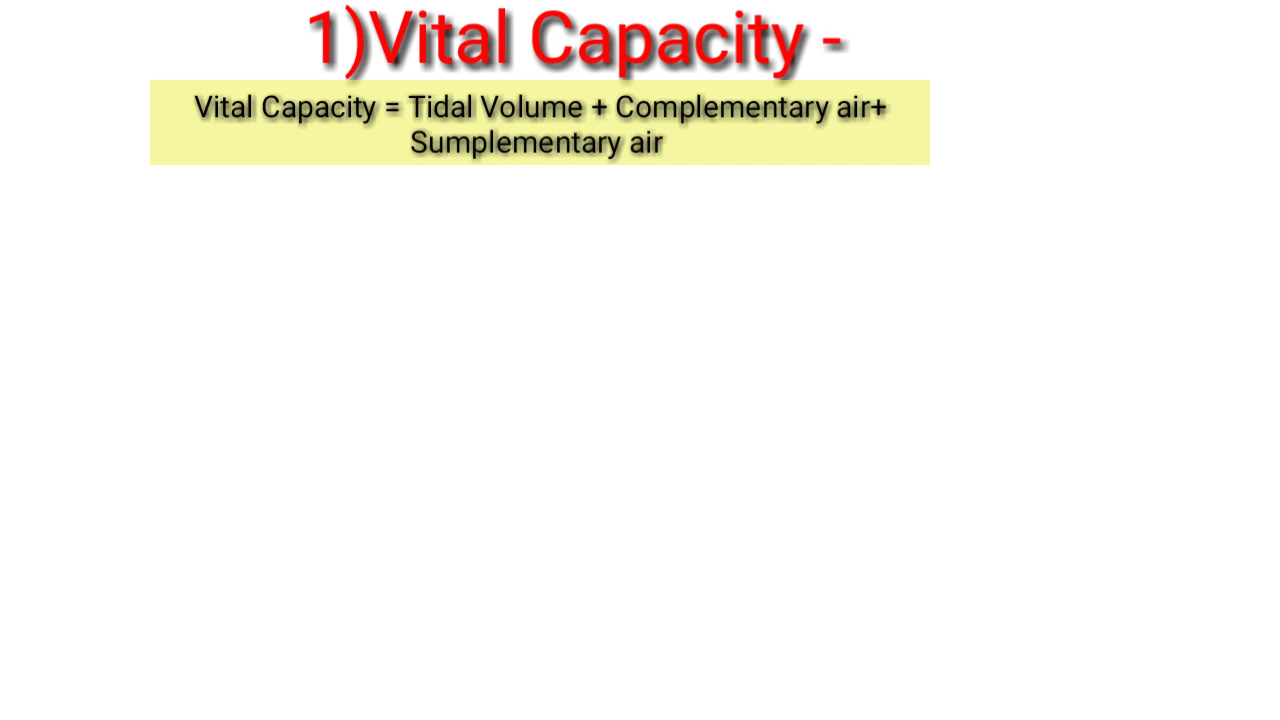 1)Vital Capacity -
Vital Capacity = Tidal Volume + Complementary air+
Sumplementary air